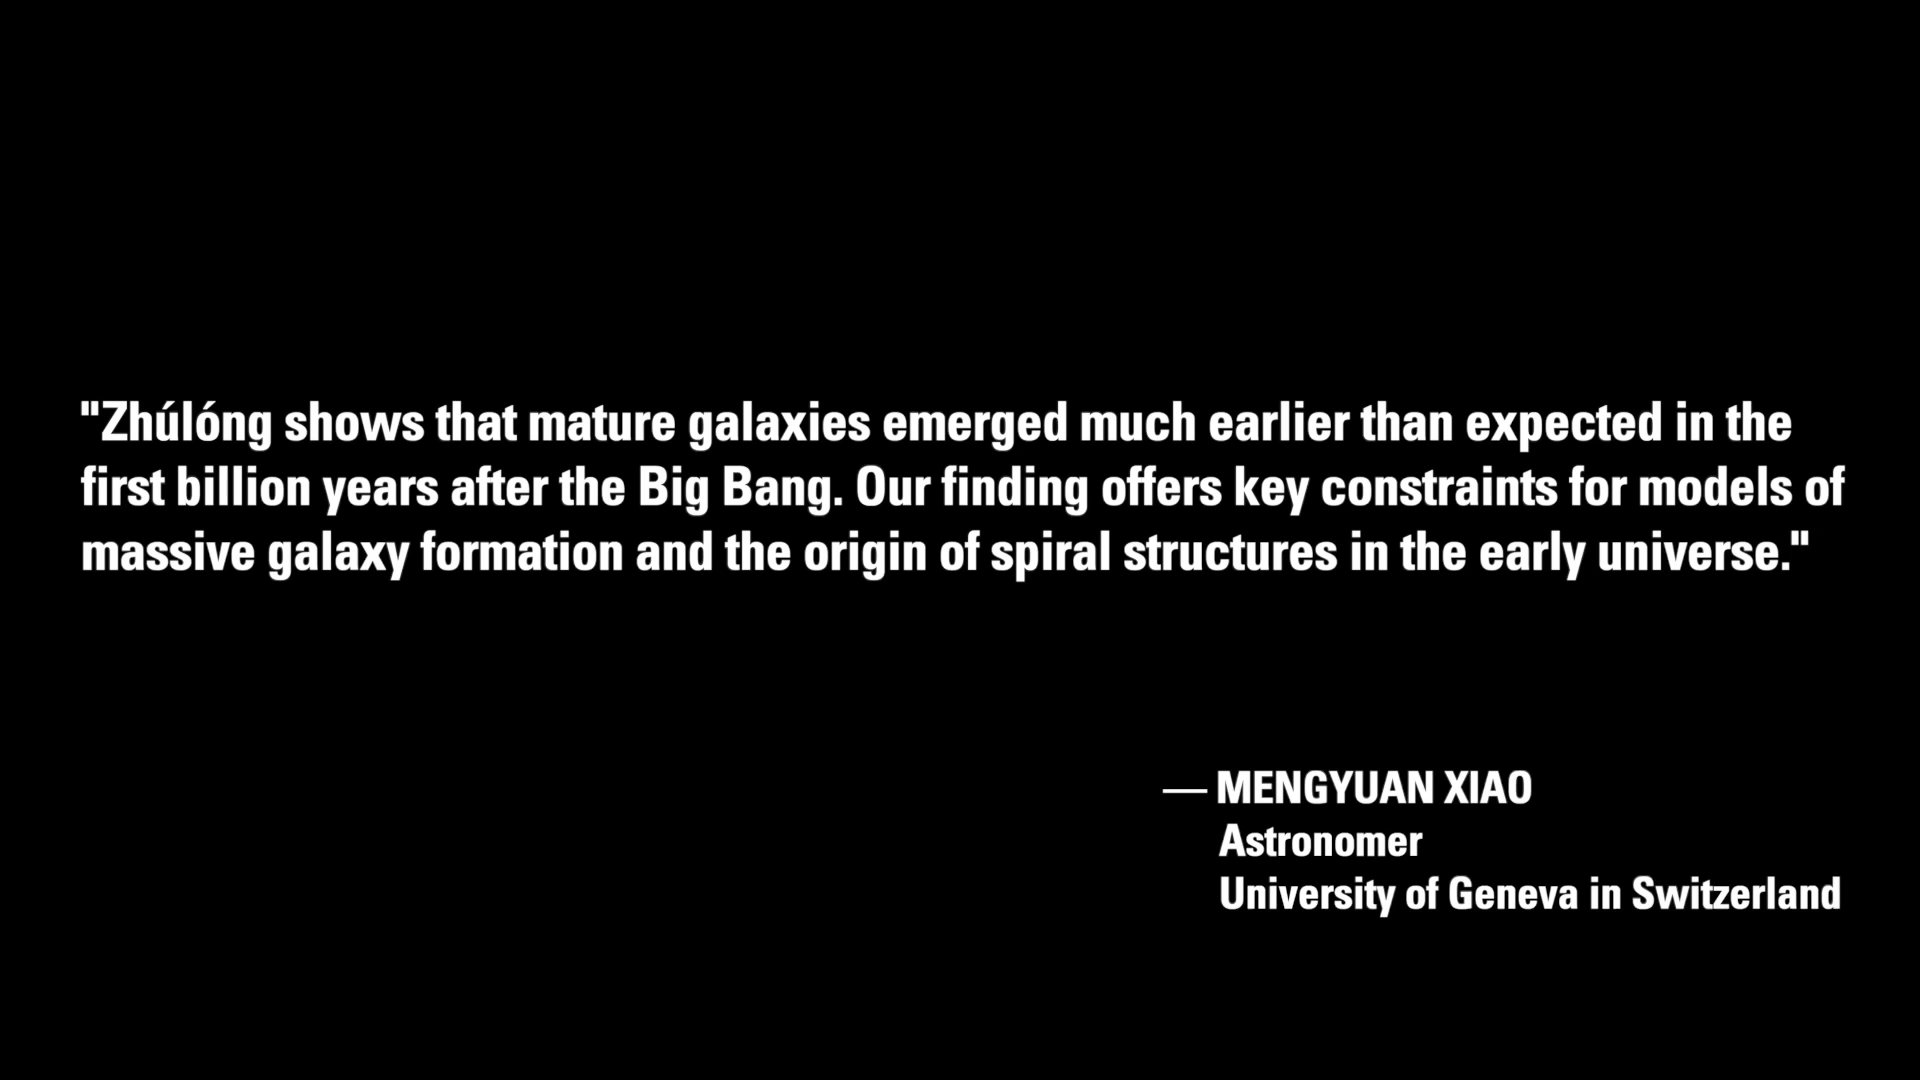 "Zhúlóng shows that mature galaxies emerged much earlier than expected in the
first billion years after the Big Bang. Our finding offers key constraints for models of
massive galaxy formation and the origin of spiral structures in the early universe."
— MENGYUAN XIAO
Astronomer
University of Geneva in Switzerland